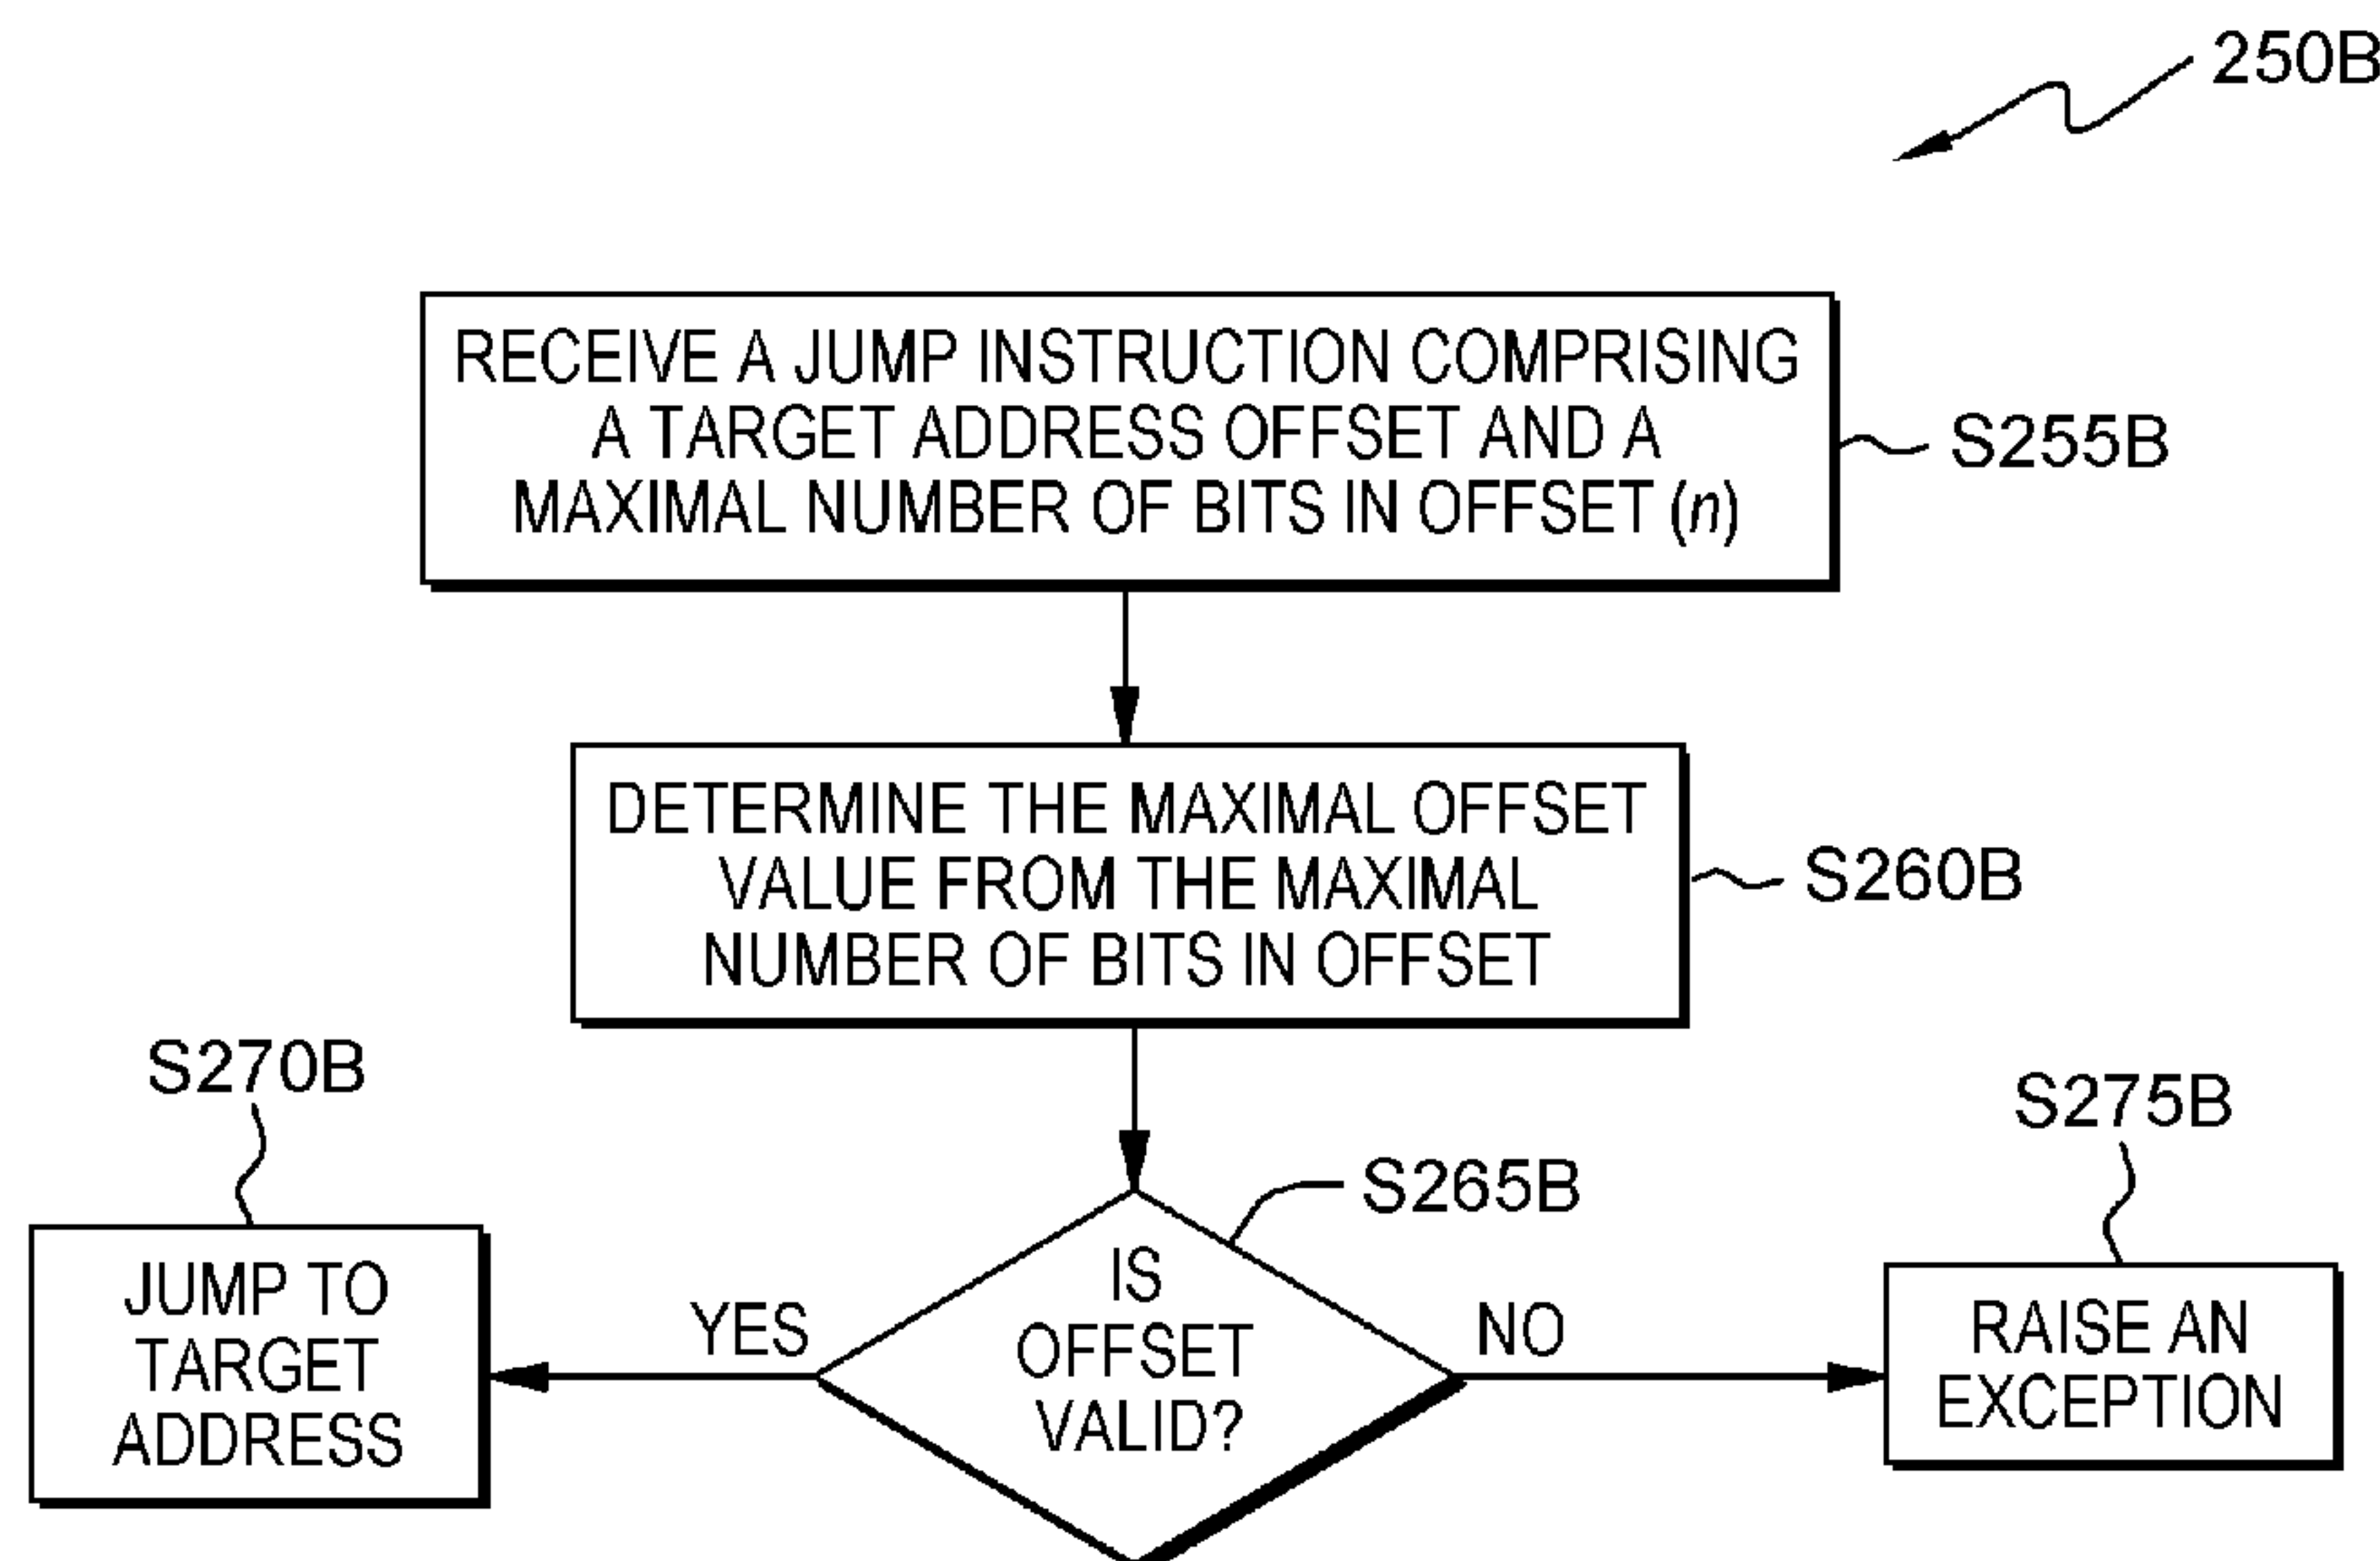 250B
RECEIVE A JUMP INSTRUCTION COMPRISING
A TARGET ADDRESS OFFSET AND A
MAXIMAL NUMBER OF BITS IN OFFSET (n)
S255B
DETERMINE THE MAXIMAL OFFSET
VALUE FROM THE MAXIMAL
NUMBER OF BITS IN OFFSET
S260B
S270B
JUMP TO
TARGET
ADDRESS
YES
S265B
IS
OFFSET
VALID?
NO
S275B
RAISE AN
EXCEPTION